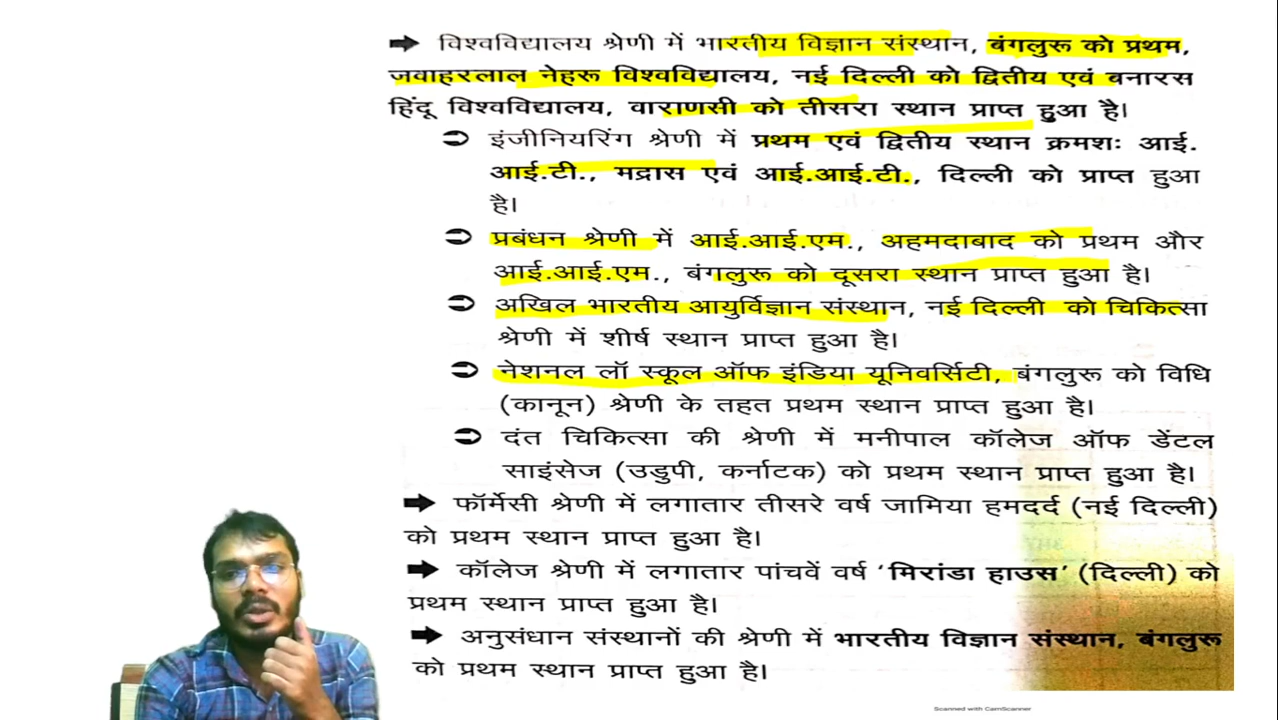 ➡ विश्वविद्यालय श्रेणी में भारतीय विज्ञान संस्थान, बंगलुरू को प्रथम,
जवाहरलाल नेहरू विश्वविद्यालय, नई दिल्ली को द्वितीय एवं बनारस
हिंदू विश्वविद्यालय, वाराणसी को तीसरा स्थान प्राप्त हुआ है।
➲ इंजीनियरिंग श्रेणी में प्रथम एवं द्वितीय स्थान क्रमशः आई.
आई.टी., मद्रास एवं आई.आई.टी., दिल्ली को प्राप्त हुआ
है।
➲ प्रबंधन श्रेणी में आई.आई.एम., अहमदाबाद को प्रथम और
आई.आई.एम., बंगलुरू को दूसरा स्थान प्राप्त हुआ है।
➲ अखिल भारतीय आयुर्विज्ञान संस्थान, नई दिल्ली को चिकित्सा
श्रेणी में शीर्ष स्थान प्राप्त हुआ है।
➲ नेशनल लॉ स्कूल ऑफ इंडिया यूनिवर्सिटी, बंगलुरू को विधि
(कानून) श्रेणी के तहत प्रथम स्थान प्राप्त हुआ है।
➲ दंत चिकित्सा की श्रेणी में मनीपाल कॉलेज ऑफ डेंटल
साइंसेज (उडुपी, कर्नाटक) को प्रथम स्थान प्राप्त हुआ है।
➡ फॉर्मेसी श्रेणी में लगातार तीसरे वर्ष जामिया हमदर्द (नई दिल्ली)
को प्रथम स्थान प्राप्त हुआ है।
➡ कॉलेज श्रेणी में लगातार पांचवें वर्ष 'मिरांडा हाउस' (दिल्ली) को
प्रथम स्थान प्राप्त हुआ है।
➡ अनुसंधान संस्थानों की श्रेणी में भारतीय विज्ञान संस्थान, बंगलुरू
को प्रथम स्थान प्राप्त हुआ है।
Scanned with CamScanner